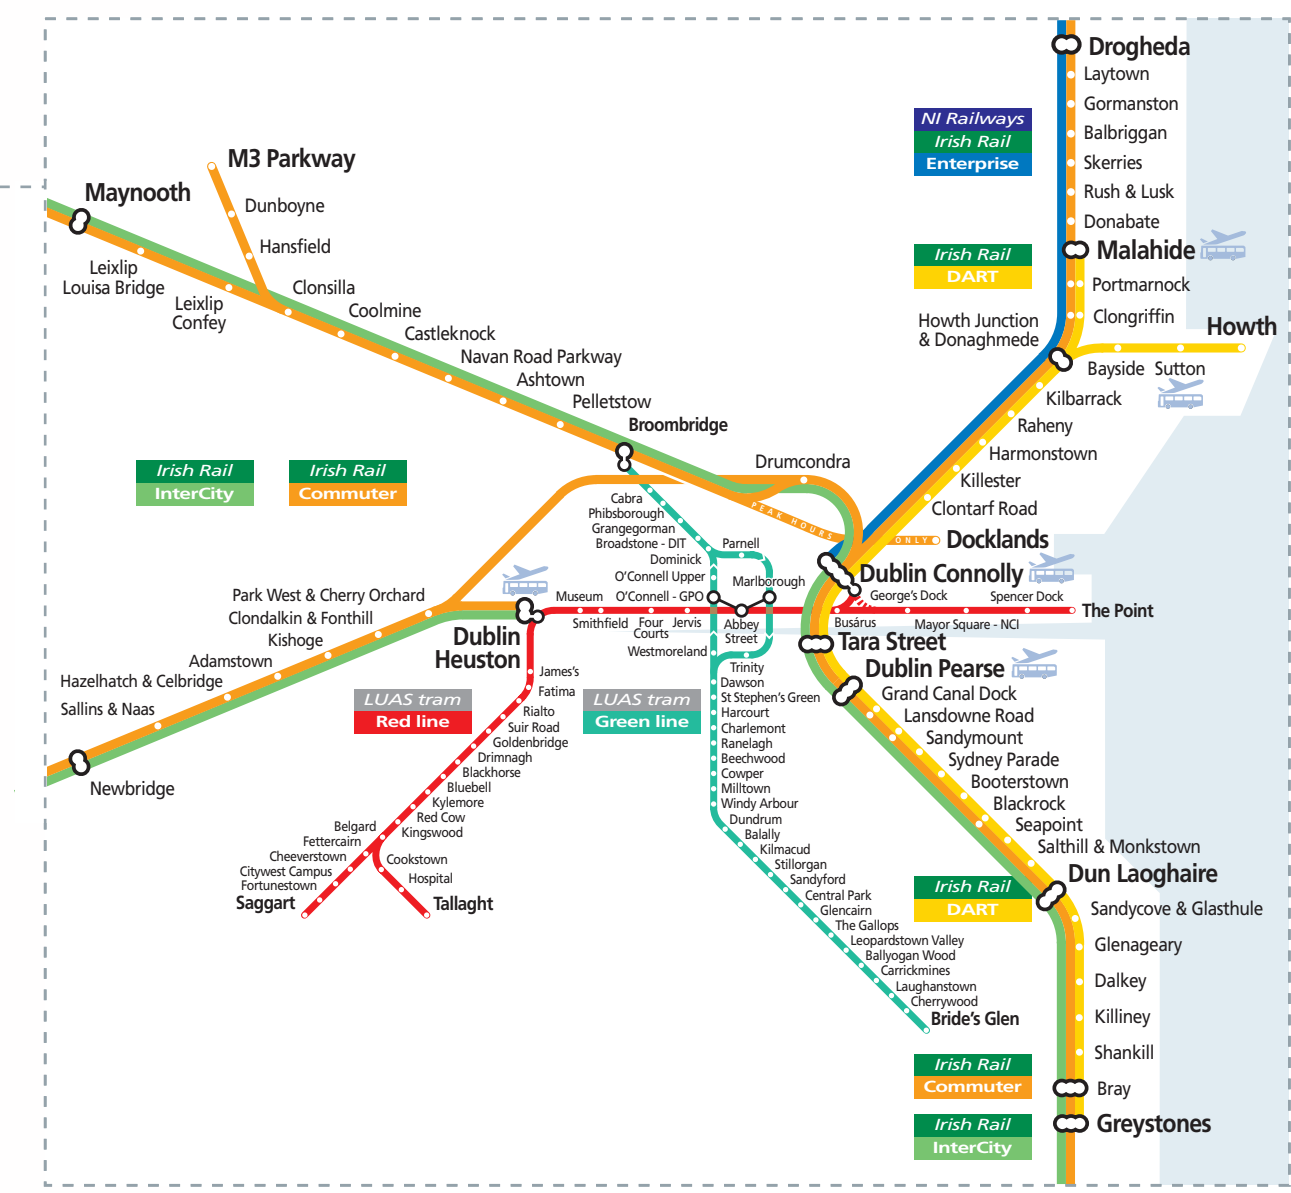 Drogheda
Laytown
Gormanston
Balbriggan
Skerries
Rush & Lusk
Donabate
Malahide
Portmarnock
Clongriffin
Howth Junction
& Donaghmede
Howth
Bayside
Sutton
Kilbarrack
Raheny
Harmonstown
Killester
Clontarf Road
NI Railways
Irish Rail
Enterprise
Irish Rail
DART
M3 Parkway
Dunboyne
Hansfield
Maynooth
Leixlip
Louisa Bridge
Leixlip
Confey
Clonsilla
Coolmine
Castleknock
Navan Road Parkway
Ashtown
Pelletstow
Broombridge
Drumcondra
PEAK HOURS
ONLY
Docklands
Irish Rail
InterCity
Irish Rail
Commuter
Cabra
Phibsborough
Grangegorman
Broadstone - DIT
Dominick
Parnell
O'Connell Upper
Marlborough
O'Connell - GPO
Abbey
Street
Westmoreland
Trinity
Dublin Connolly
George's Dock
Spencer Dock
The Point
Mayor Square - NCI
Busárus
Museum
Smithfield
Four
Courts
Jervis
Tara Street
Dublin Pearse
Park West & Cherry Orchard
Clondalkin & Fonthill
Kishoge
Adamstown
Hazelhatch & Celbridge
Sallins & Naas
Newbridge
Dublin
Heuston
James's
Fatima
Rialto
Suir Road
Goldenbridge
Drimnagh
Blackhorse
Bluebell
Kylemore
Red Cow
Kingswood
Belgard
Fettercairn
Cheeverstown
Citywest Campus
Fortunestown
Saggart
Cookstown
Hospital
Tallaght
LUAS tram
Red line
LUAS tram
Green line
Dawson
St Stephen's Green
Harcourt
Charlemont
Ranelagh
Beechwood
Cowper
Milltown
Windy Arbour
Dundrum
Balally
Kilmacud
Stillorgan
Sandyford
Central Park
Glencairn
The Gallops
Leopardstown Valley
Ballyogan Wood
Carrickmines
Laughanstown
Cherrywood
Bride's Glen
Grand Canal Dock
Lansdowne Road
Sandymount
Sydney Parade
Booterstown
Blackrock
Seapoint
Salthill & Monkstown
Dun Laoghaire
Sandycove & Glasthule
Glenageary
Dalkey
Killiney
Shankill
Bray
Greystones
Irish Rail
DART
Irish Rail
Commuter
Irish Rail
InterCity